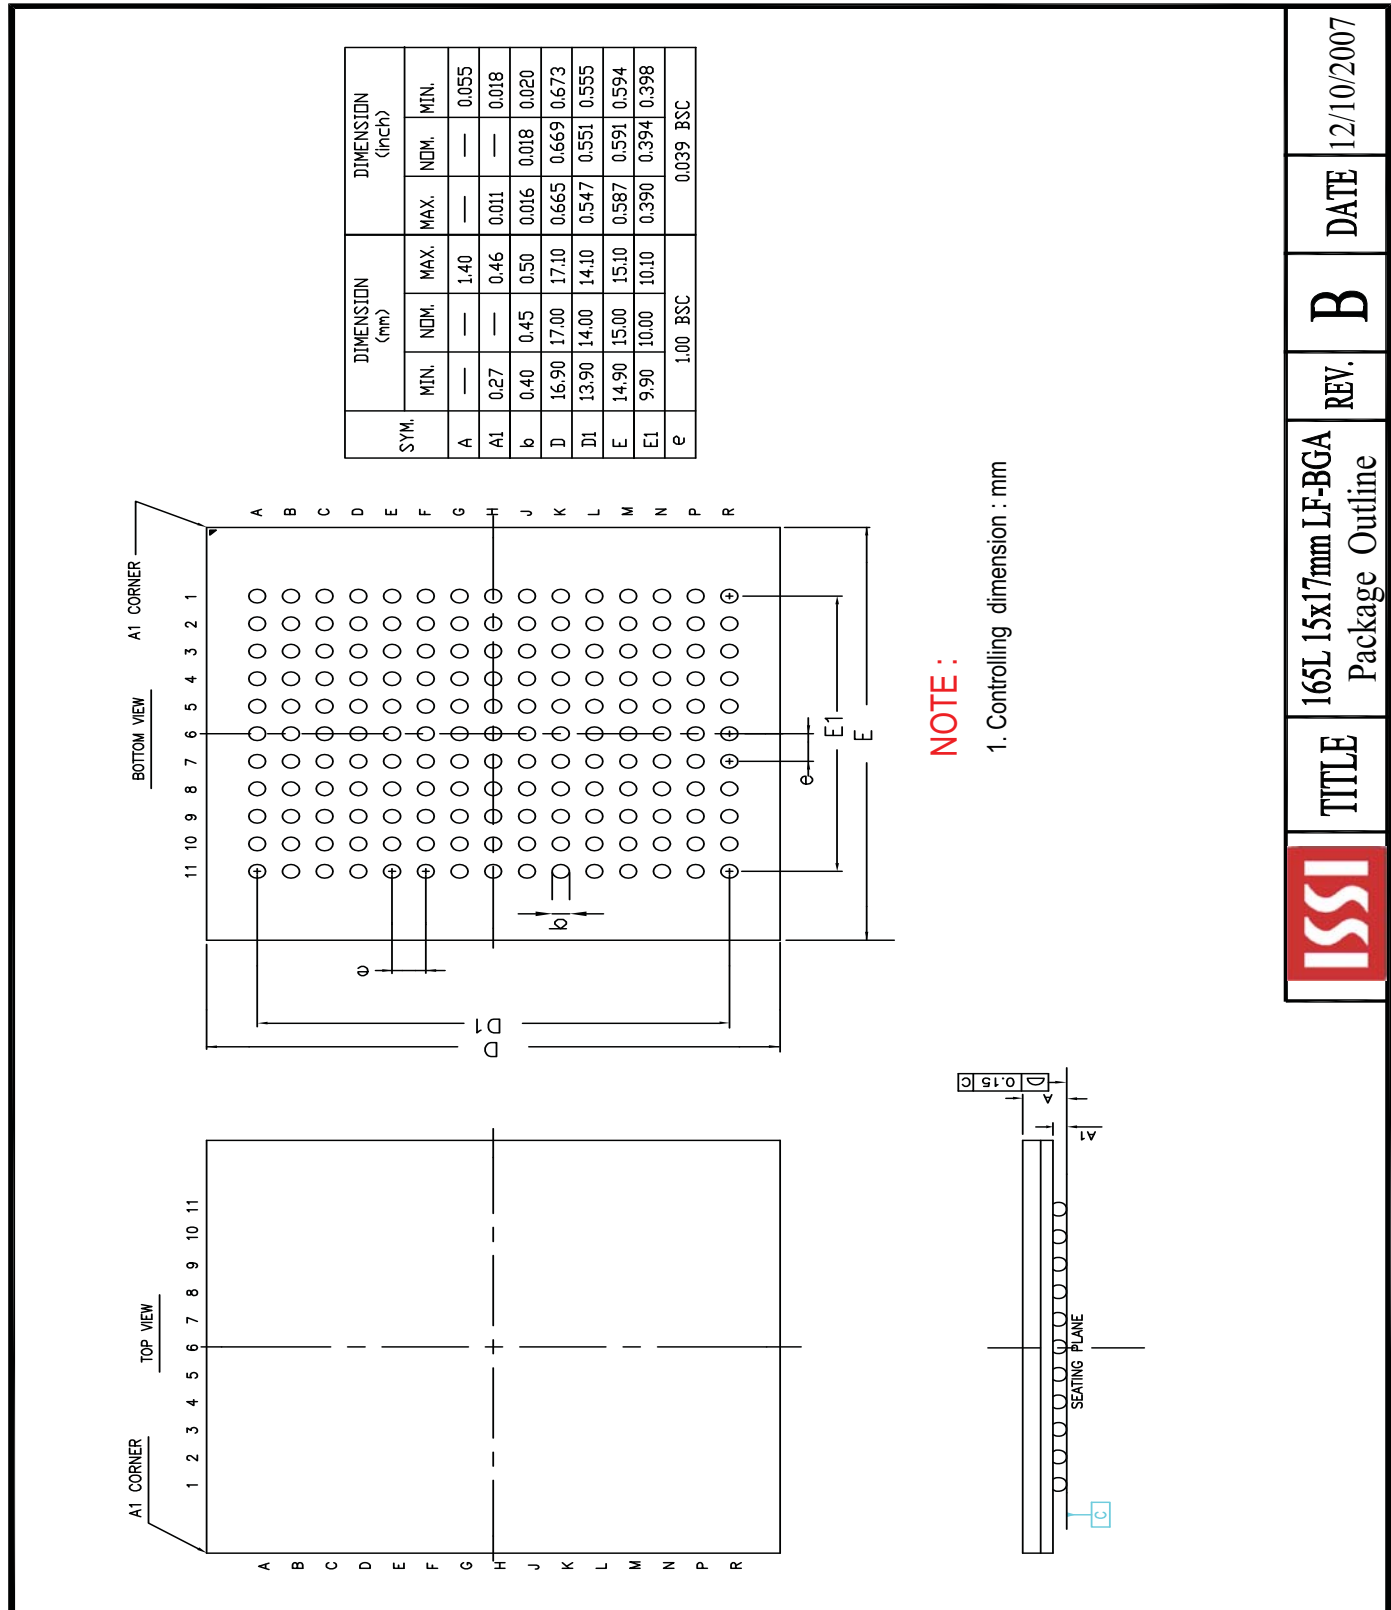 A1 CORNER
TOP VIEW
1 2 3 4 5 6 7 8 9 10 11
A
B
C
D
E
F
G
H
J
K
L
M
N
P
R
BOTTOM VIEW
A1 CORNER
11 10 9 8 7 6 5 4 3 2 1
A
B
C
D
E
F
G
H
J
K
L
M
N
P
R
e
D1
D
b
e
E1
E
SYM. DIMENSION (mm) DIMENSION (inch)
MIN. NOM. MAX. MAX. NOM. MIN.
A — — 1.40 — — 0.055
A1 0.27 — 0.46 0.011 — 0.018
b 0.40 0.45 0.50 0.016 0.018 0.020
D 16.90 17.00 17.10 0.665 0.669 0.673
D1 13.90 14.00 14.10 0.547 0.551 0.555
E 14.90 15.00 15.10 0.587 0.591 0.594
E1 9.90 10.00 10.10 0.390 0.394 0.398
e 1.00 BSC 0.039 BSC
C
SEATING PLANE
A1
A
D 0.15 C
NOTE :
1. Controlling dimension : mm
ISSI
TITLE
165L 15x17mm LF-BGA
Package Outline
REV.
B
DATE
12/10/2007